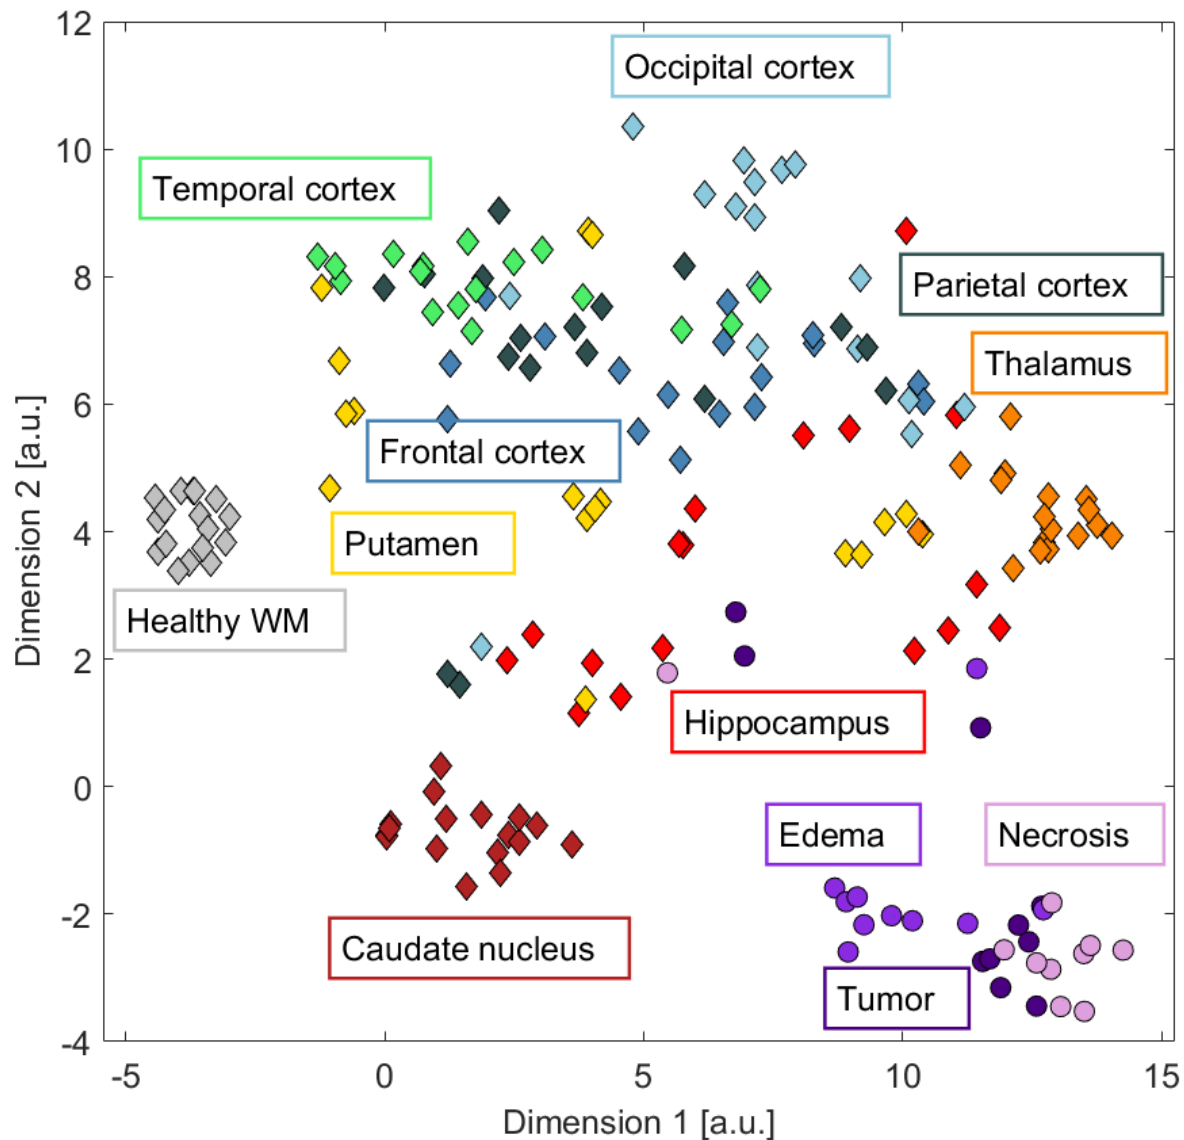 12
Occipital cortex
10
Temporal cortex
8
Parietal cortex
Thalamus
6
Frontal cortex
4
Putamen
Healthy WM
2
Hippocampus
0
Edema
Necrosis
-2
Caudate nucleus
Tumor
-4
-5 0 5 10 15
Dimension 1 [a.u.]
Dimension 2 [a.u.]